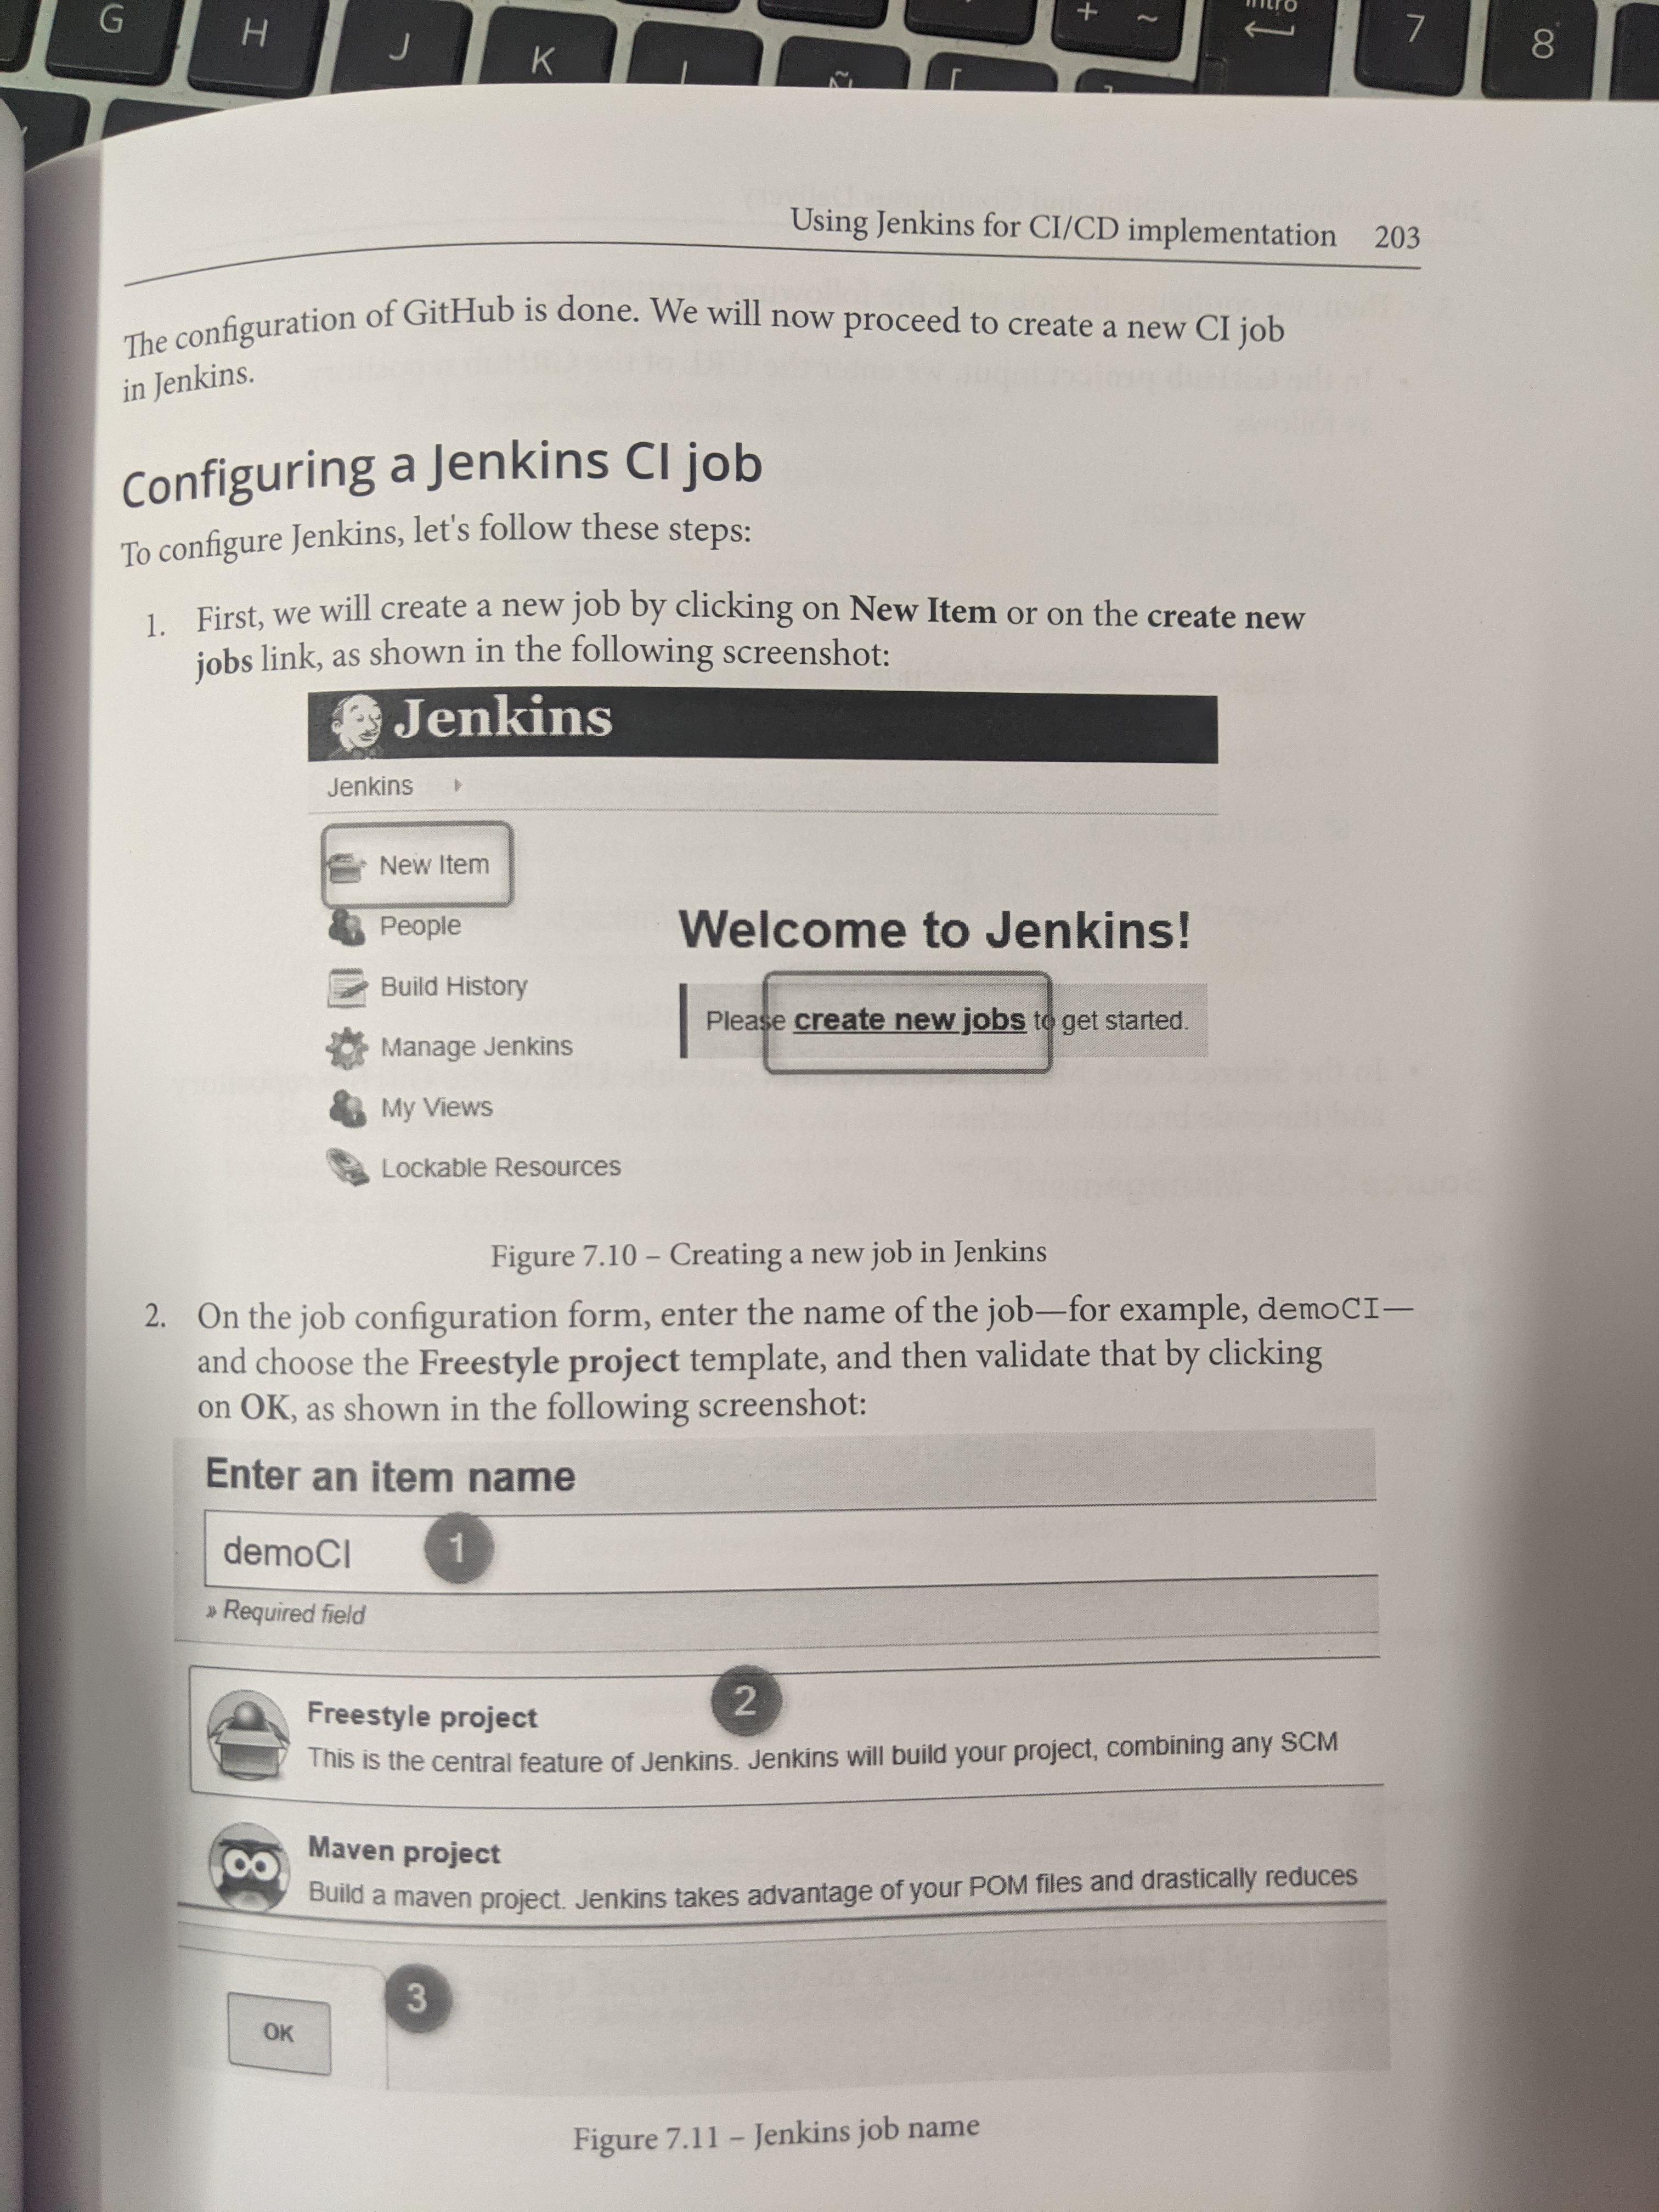 G H J K L Ñ [ + ~ Intro 7 8
Using Jenkins for CI/CD implementation 203
The configuration of GitHub is done. We will now proceed to create a new CI job
in Jenkins.
Configuring a Jenkins CI job
To configure Jenkins, let's follow these steps:
1. First, we will create a new job by clicking on New Item or on the create new
jobs link, as shown in the following screenshot:
Jenkins
Jenkins
New Item
People
Build History
Manage Jenkins
My Views
Lockable Resources
Welcome to Jenkins!
Please create new jobs to get started.
Figure 7.10 – Creating a new job in Jenkins
2. On the job configuration form, enter the name of the job—for example, demoCI—
and choose the Freestyle project template, and then validate that by clicking
on OK, as shown in the following screenshot:
Enter an item name
demoCI 1
» Required field
2
Freestyle project
This is the central feature of Jenkins. Jenkins will build your project, combining any SCM
Maven project
Build a maven project. Jenkins takes advantage of your POM files and drastically reduces
OK 3
Figure 7.11 – Jenkins job name